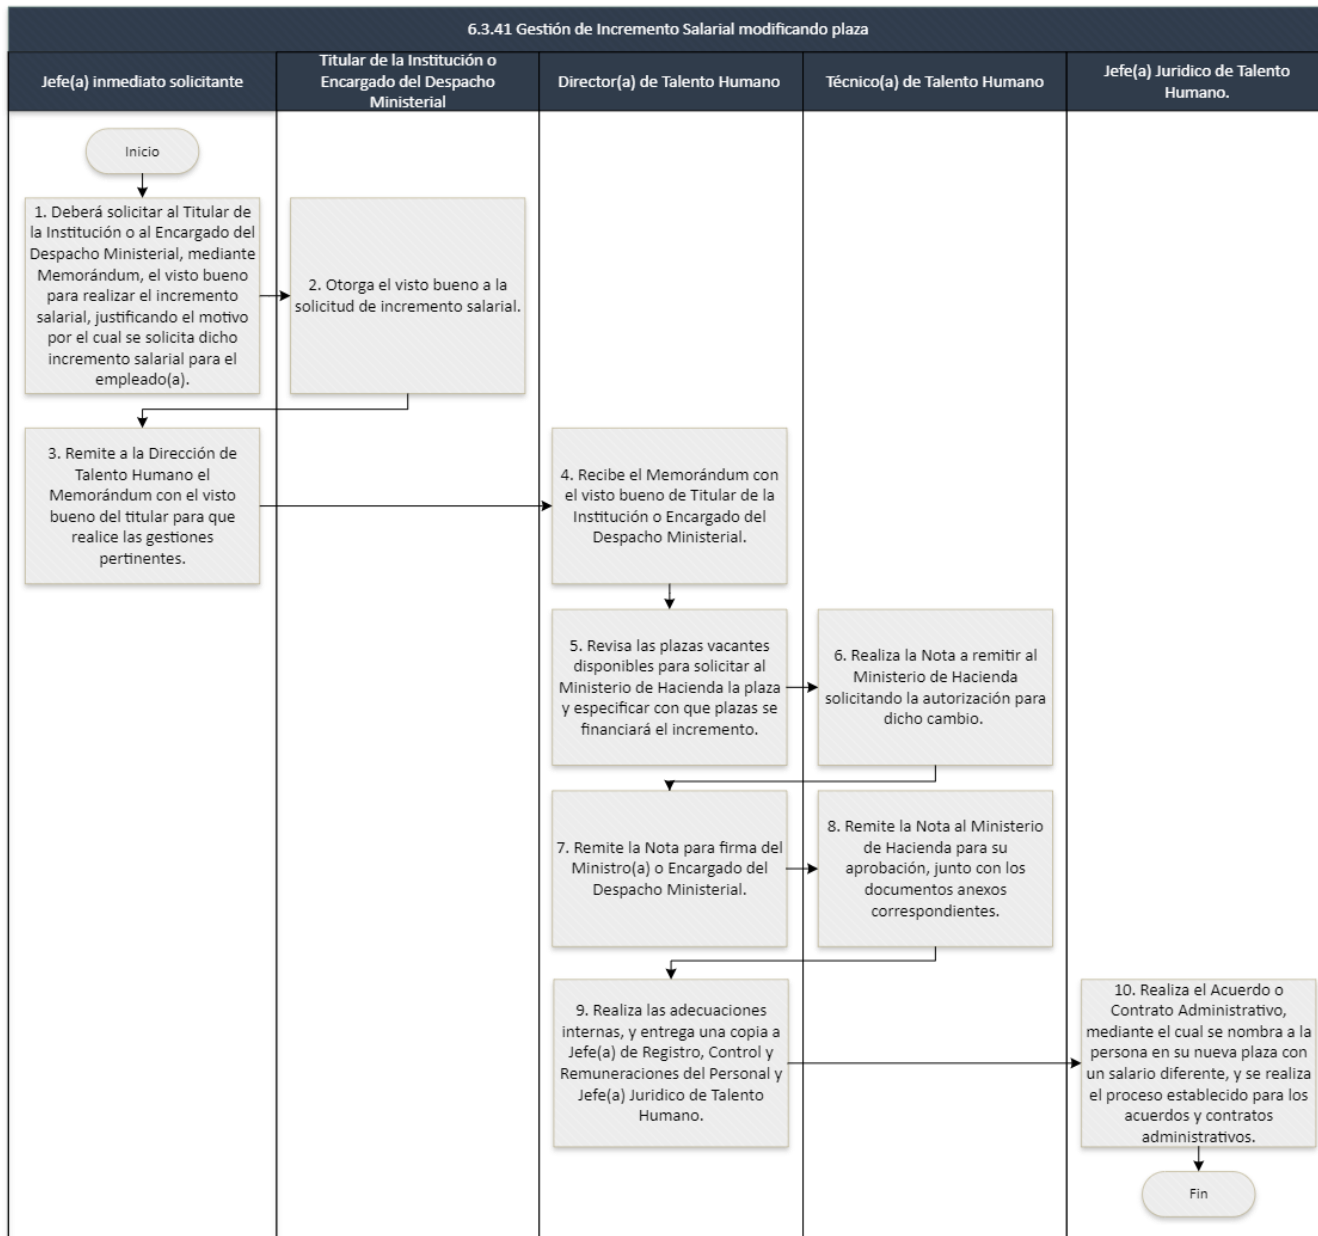 6.3.41 Gestión de Incremento Salarial modificando plaza
Jefe(a) inmediato solicitante
Titular de la Institución o
Encargado del Despacho
Ministerial
Director(a) de Talento Humano
Técnico(a) de Talento Humano
Jefe(a) Juridico de Talento
Humano.
Inicio
1. Deberá solicitar al Titular de
la Institución o al Encargado del
Despacho Ministerial, mediante
Memorándum, el visto bueno
para realizar el incremento
salarial, justificando el motivo
por el cual se solicita dicho
incremento salarial para el
empleado(a).
2. Otorga el visto bueno a la
solicitud de incremento salarial.
3. Remite a la Dirección de
Talento Humano el
Memorándum con el visto
bueno del titular para que
realice las gestiones
pertinentes.
4. Recibe el Memorándum con
el visto bueno de Titular de la
Institución o Encargado del
Despacho Ministerial.
5. Revisa las plazas vacantes
disponibles para solicitar al
Ministerio de Hacienda la plaza
y especificar con que plazas se
financiará el incremento.
6. Realiza la Nota a remitir al
Ministerio de Hacienda
solicitando la autorización para
dicho cambio.
7. Remite la Nota para firma del
Ministro(a) o Encargado del
Despacho Ministerial.
8. Remite la Nota al Ministerio
de Hacienda para su
aprobación, junto con los
documentos anexos
correspondientes.
9. Realiza las adecuaciones
internas, y entrega una copia a
Jefe(a) de Registro, Control y
Remuneraciones del Personal y
Jefe(a) Juridico de Talento
Humano.
10. Realiza el Acuerdo o
Contrato Administrativo,
mediante el cual se nombra a la
persona en su nueva plaza con
un salario diferente, y se realiza
el proceso establecido para los
acuerdos y contratos
administrativos.
Fin